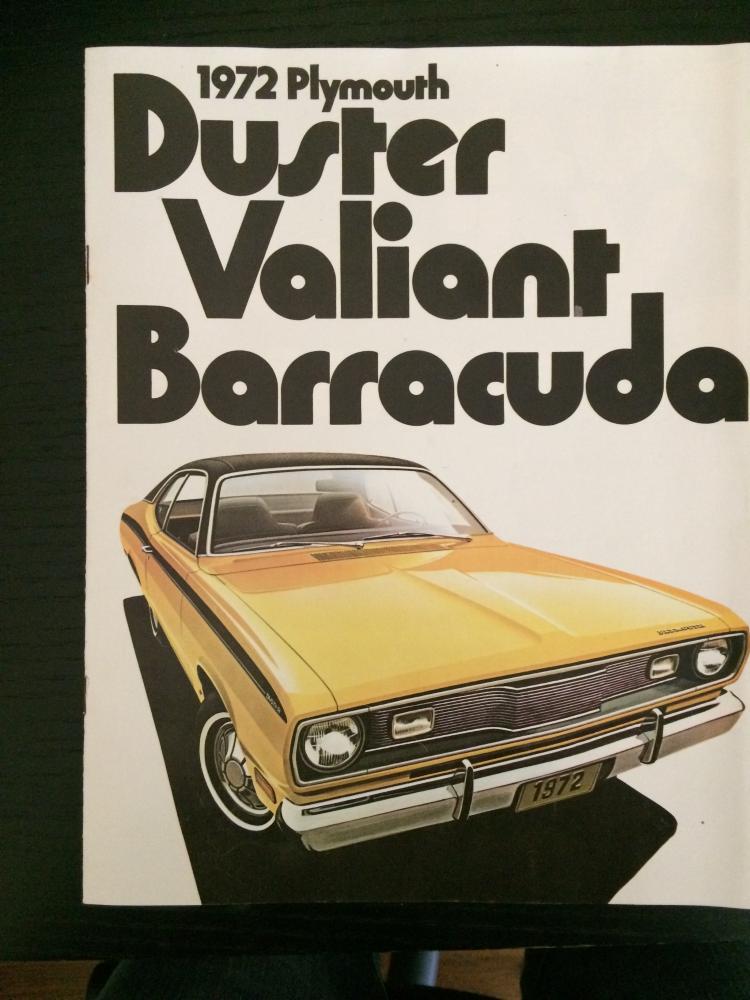 1972 Plymouth
Duster
Valiant
Barracuda
1972